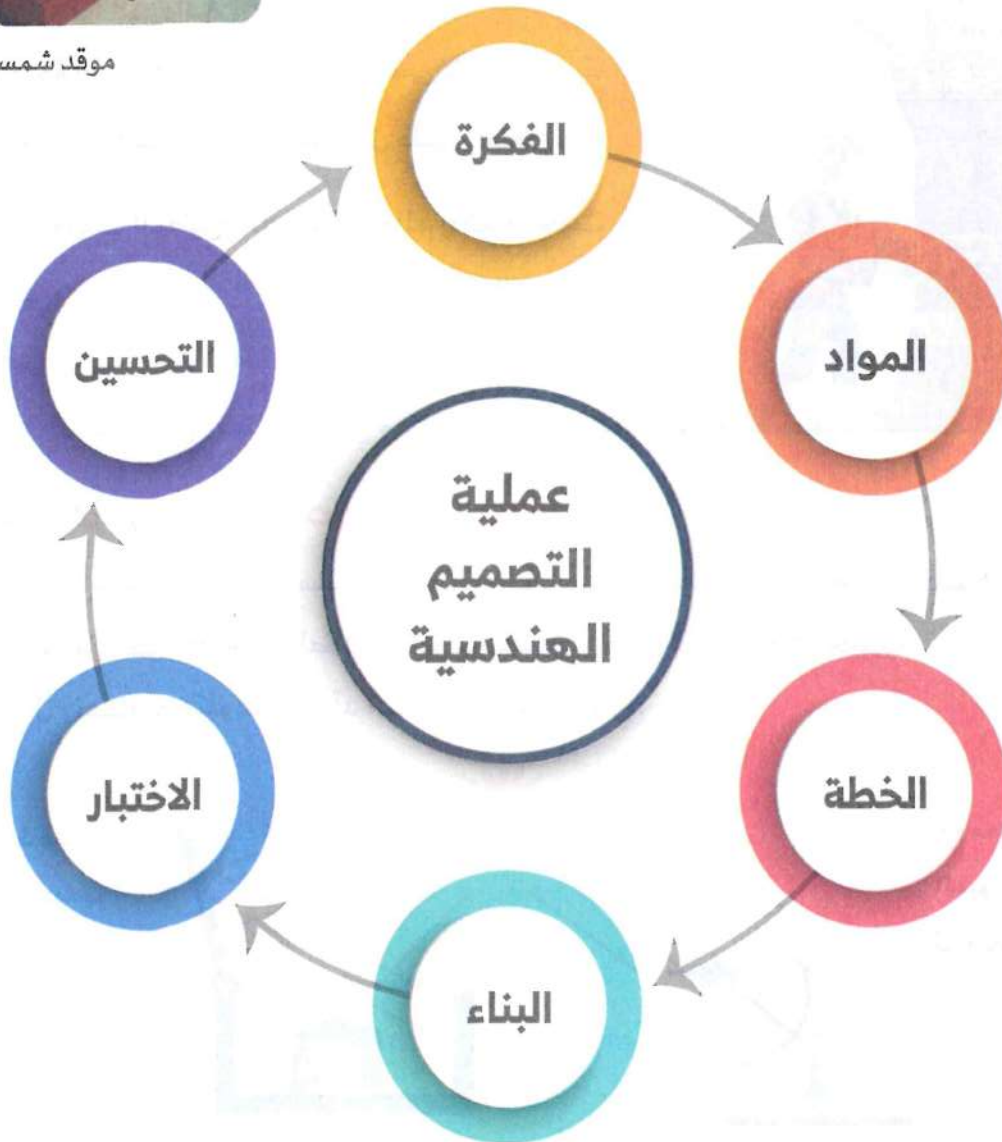 موقد شمس
الفكرة
المواد
الخطة
البناء
الاختبار
التحسين
عملية
التصميم
الهندسية